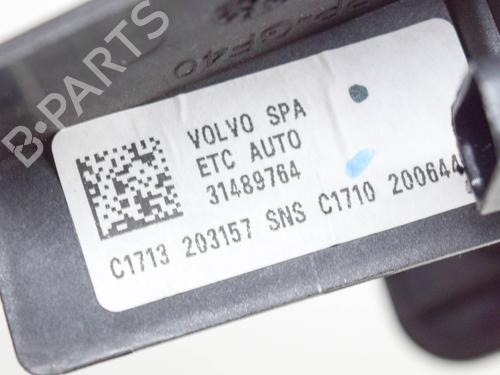 B-PARTS
VOLVO SPA
ETC AUTO
31489764
C1713 203157 SNS C1710 200644